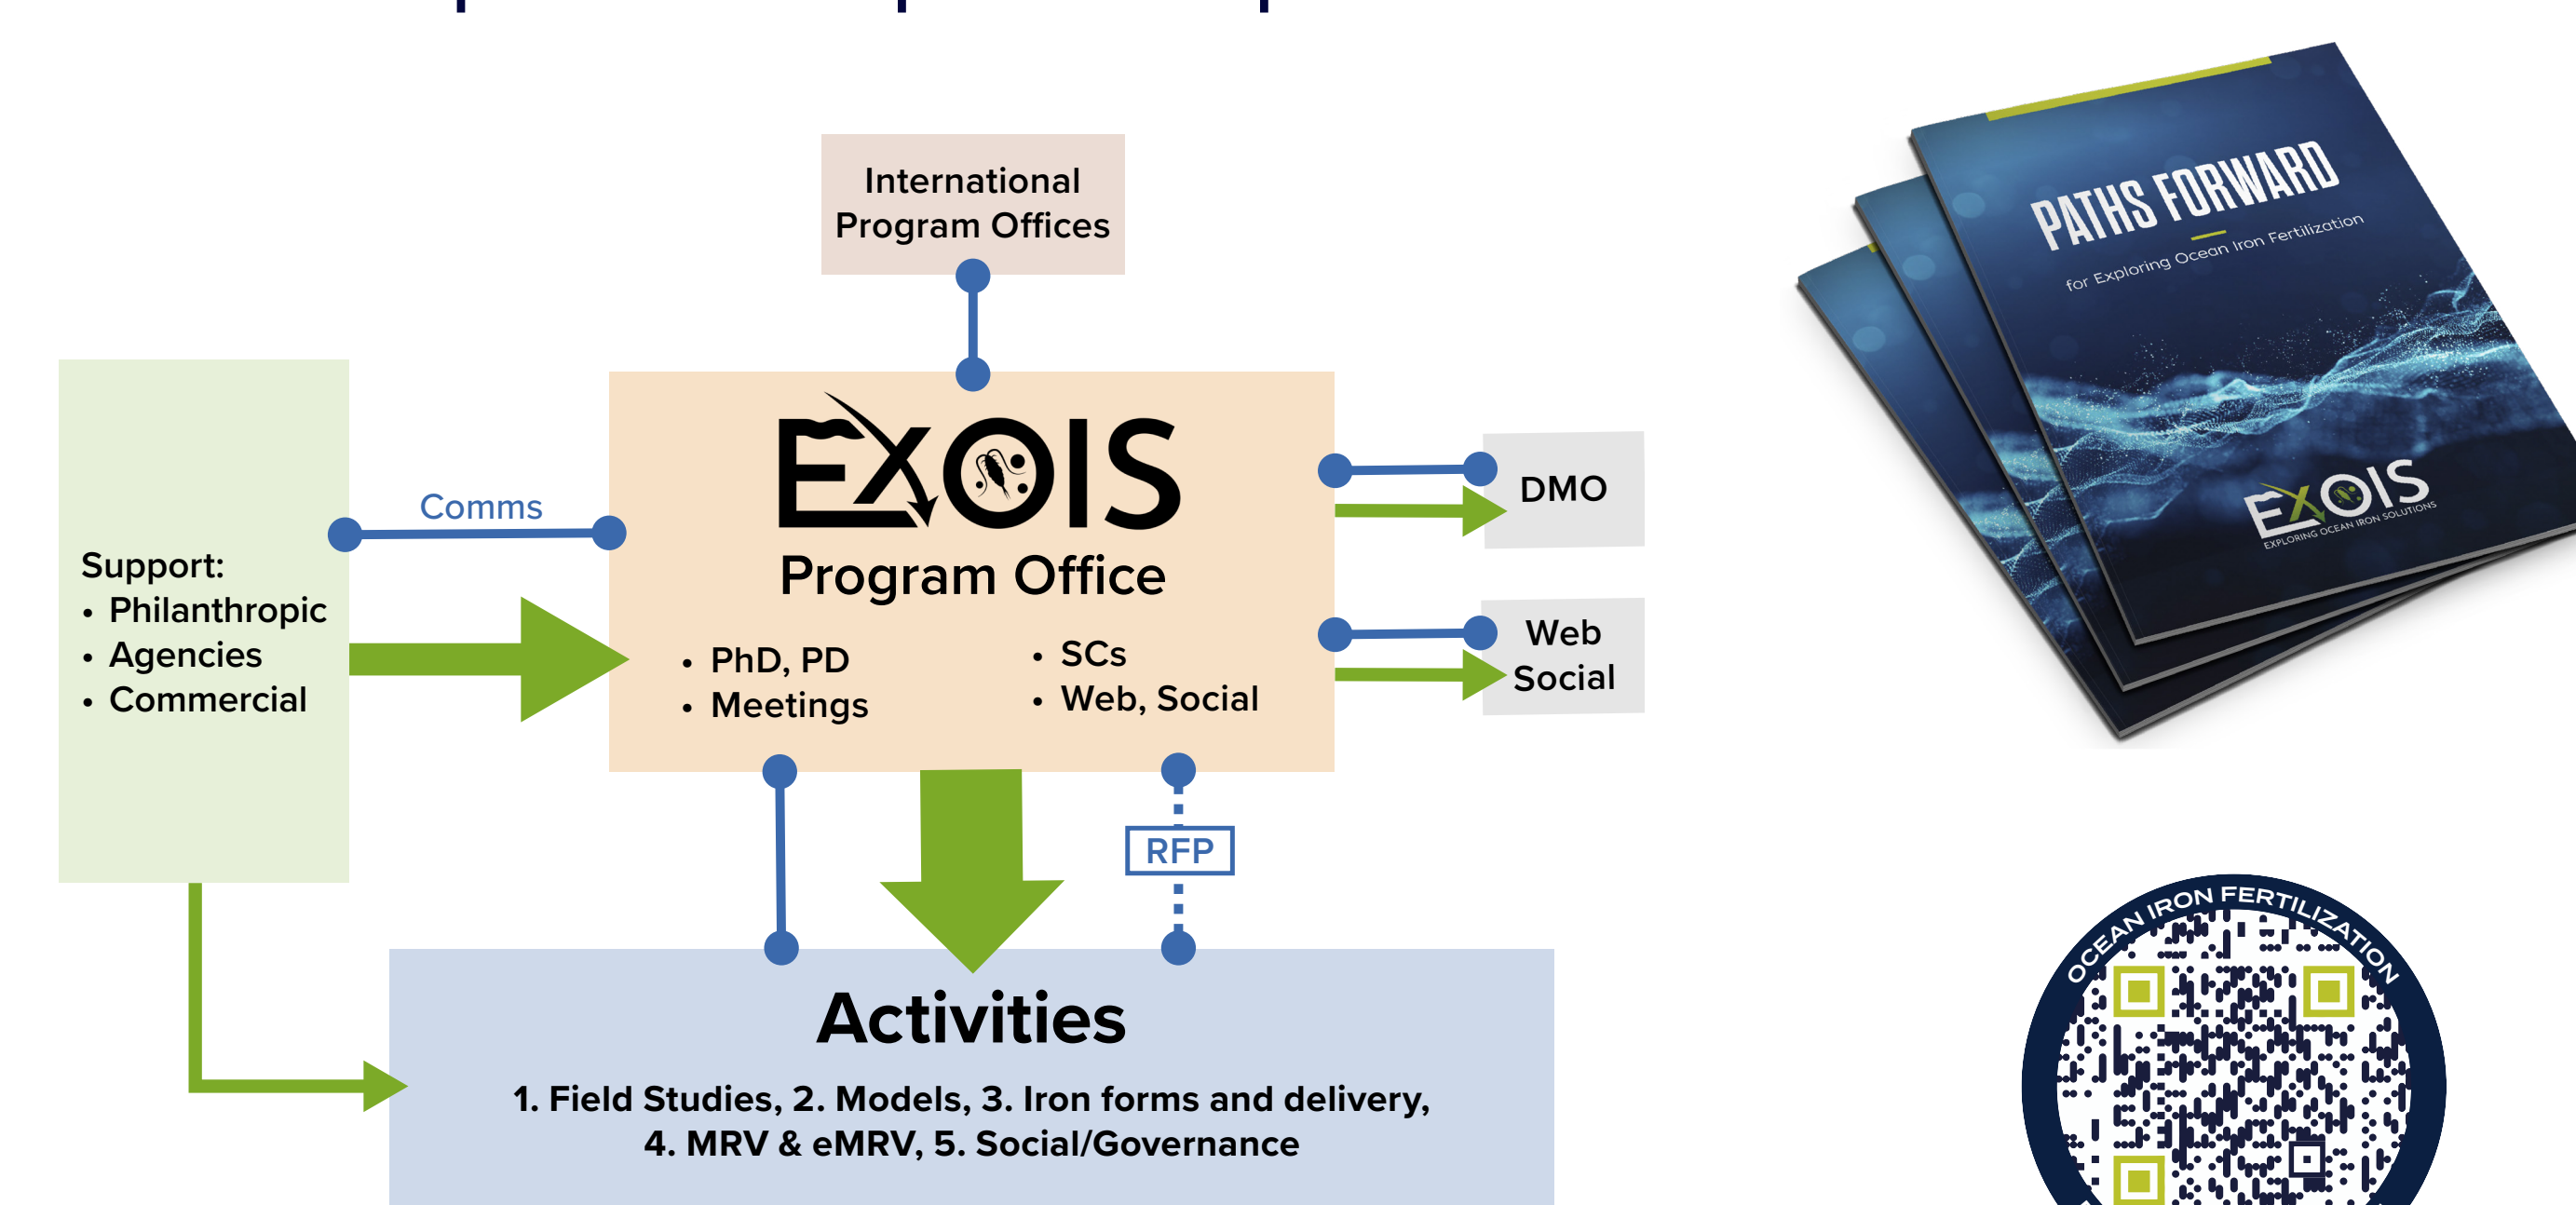 International
Program Offices
Comms
Support:
• Philanthropic
• Agencies
• Commercial
EXOIS
Program Office
• PhD, PD
• Meetings
• SCs
• Web, Social
DMO
Web
Social
RFP
Activities
1. Field Studies, 2. Models, 3. Iron forms and delivery,
4. MRV & eMRV, 5. Social/Governance
PATHS FORWARD
for Exploring Ocean Iron Fertilization
EXOIS
EXPLORING OCEAN IRON SOLUTIONS
OCEAN IRON FERTILIZATION